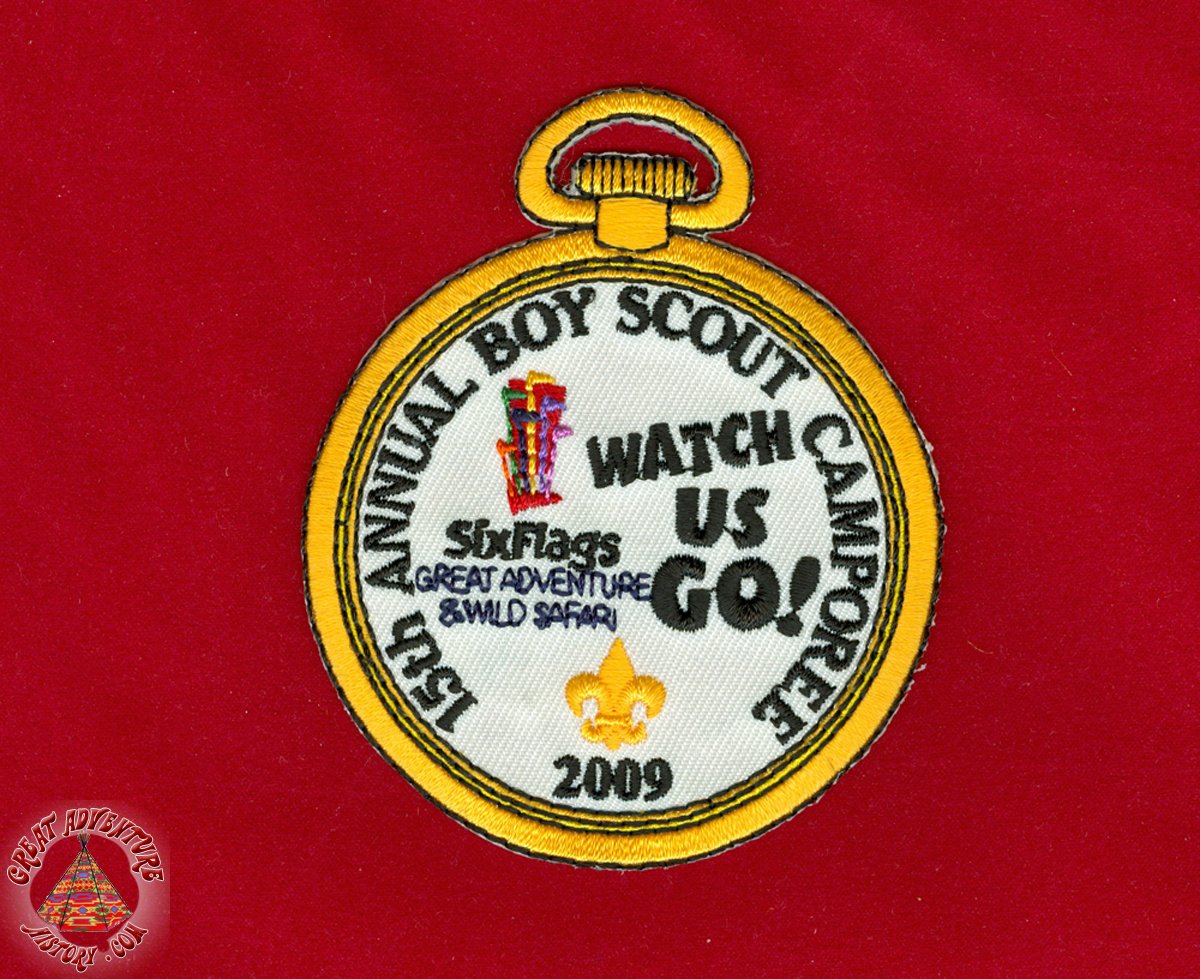 15th ANNUAL BOY SCOUT CAMPOREE
WATCH
US
GO!
SixFlags
GREAT ADVENTURE
& WILD SAFARI
2009
GREAT ADVENTURE
HISTORY.COM